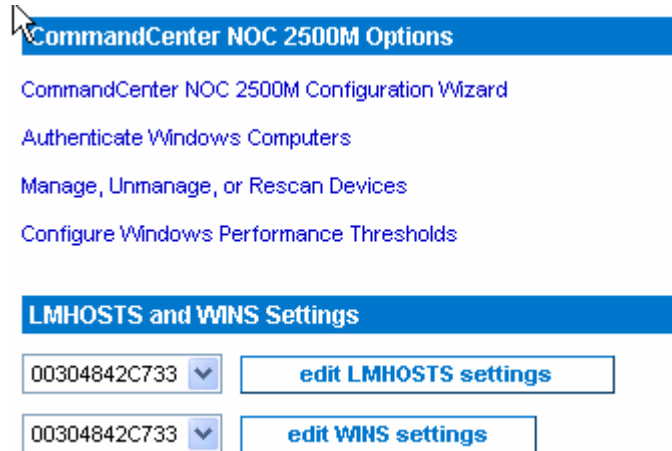 CommandCenter NOC 2500M Options
CommandCenter NOC 2500M Configuration Wizard
Authenticate Windows Computers
Manage, Unmanage, or Rescan Devices
Configure Windows Performance Thresholds
LMHOSTS and WINS Settings
00304842C733 edit LMHOSTS settings
00304842C733 edit WINS settings